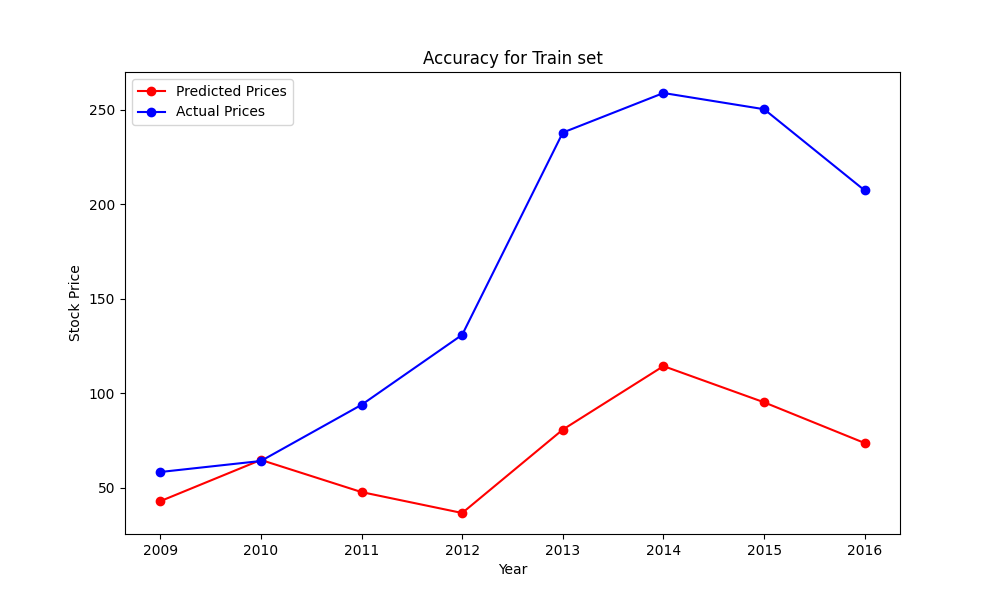 Accuracy for Train set
Predicted Prices
Actual Prices
250
200
150
100
50
Stock Price
2009 2010 2011 2012 2013 2014 2015 2016
Year